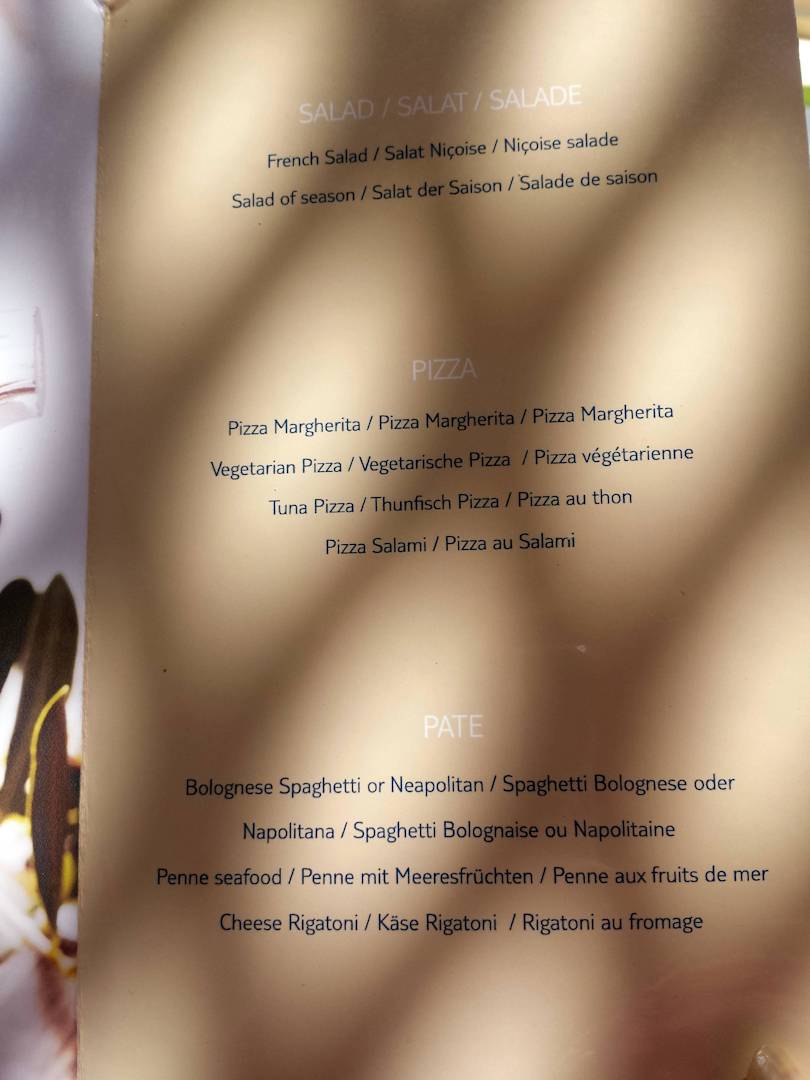 SALAD / SALAT / SALADE
French Salad / Salat Niçoise / Niçoise salade
Salad of season / Salat der Saison / Salade de saison
PIZZA
Pizza Margherita / Pizza Margherita / Pizza Margherita
Vegetarian Pizza / Vegetarische Pizza / Pizza végétarienne
Tuna Pizza / Thunfisch Pizza / Pizza au thon
Pizza Salami / Pizza au Salami
PATE
Bolognese Spaghetti or Neapolitan / Spaghetti Bolognese oder
Napolitana / Spaghetti Bolognaise ou Napolitaine
Penne seafood / Penne mit Meeresfrüchten / Penne aux fruits de mer
Cheese Rigatoni / Käse Rigatoni / Rigatoni au fromage